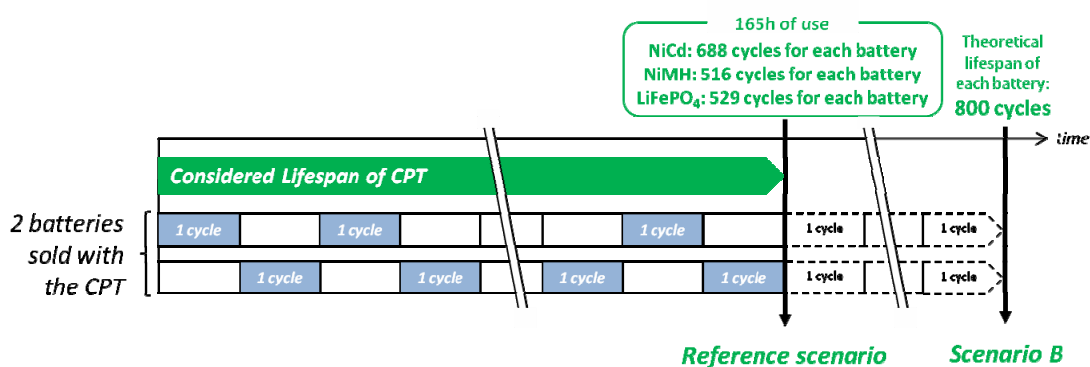 165h of use
NiCd: 688 cycles for each battery
NiMH: 516 cycles for each battery
LiFePO₄: 529 cycles for each battery
Theoretical
lifespan of
each battery:
800 cycles
time
Considered Lifespan of CPT
2 batteries
sold with
the CPT
1 cycle
1 cycle
1 cycle
1 cycle
1 cycle
1 cycle
1 cycle
1 cycle
1 cycle
1 cycle
1 cycle
Reference scenario
Scenario B